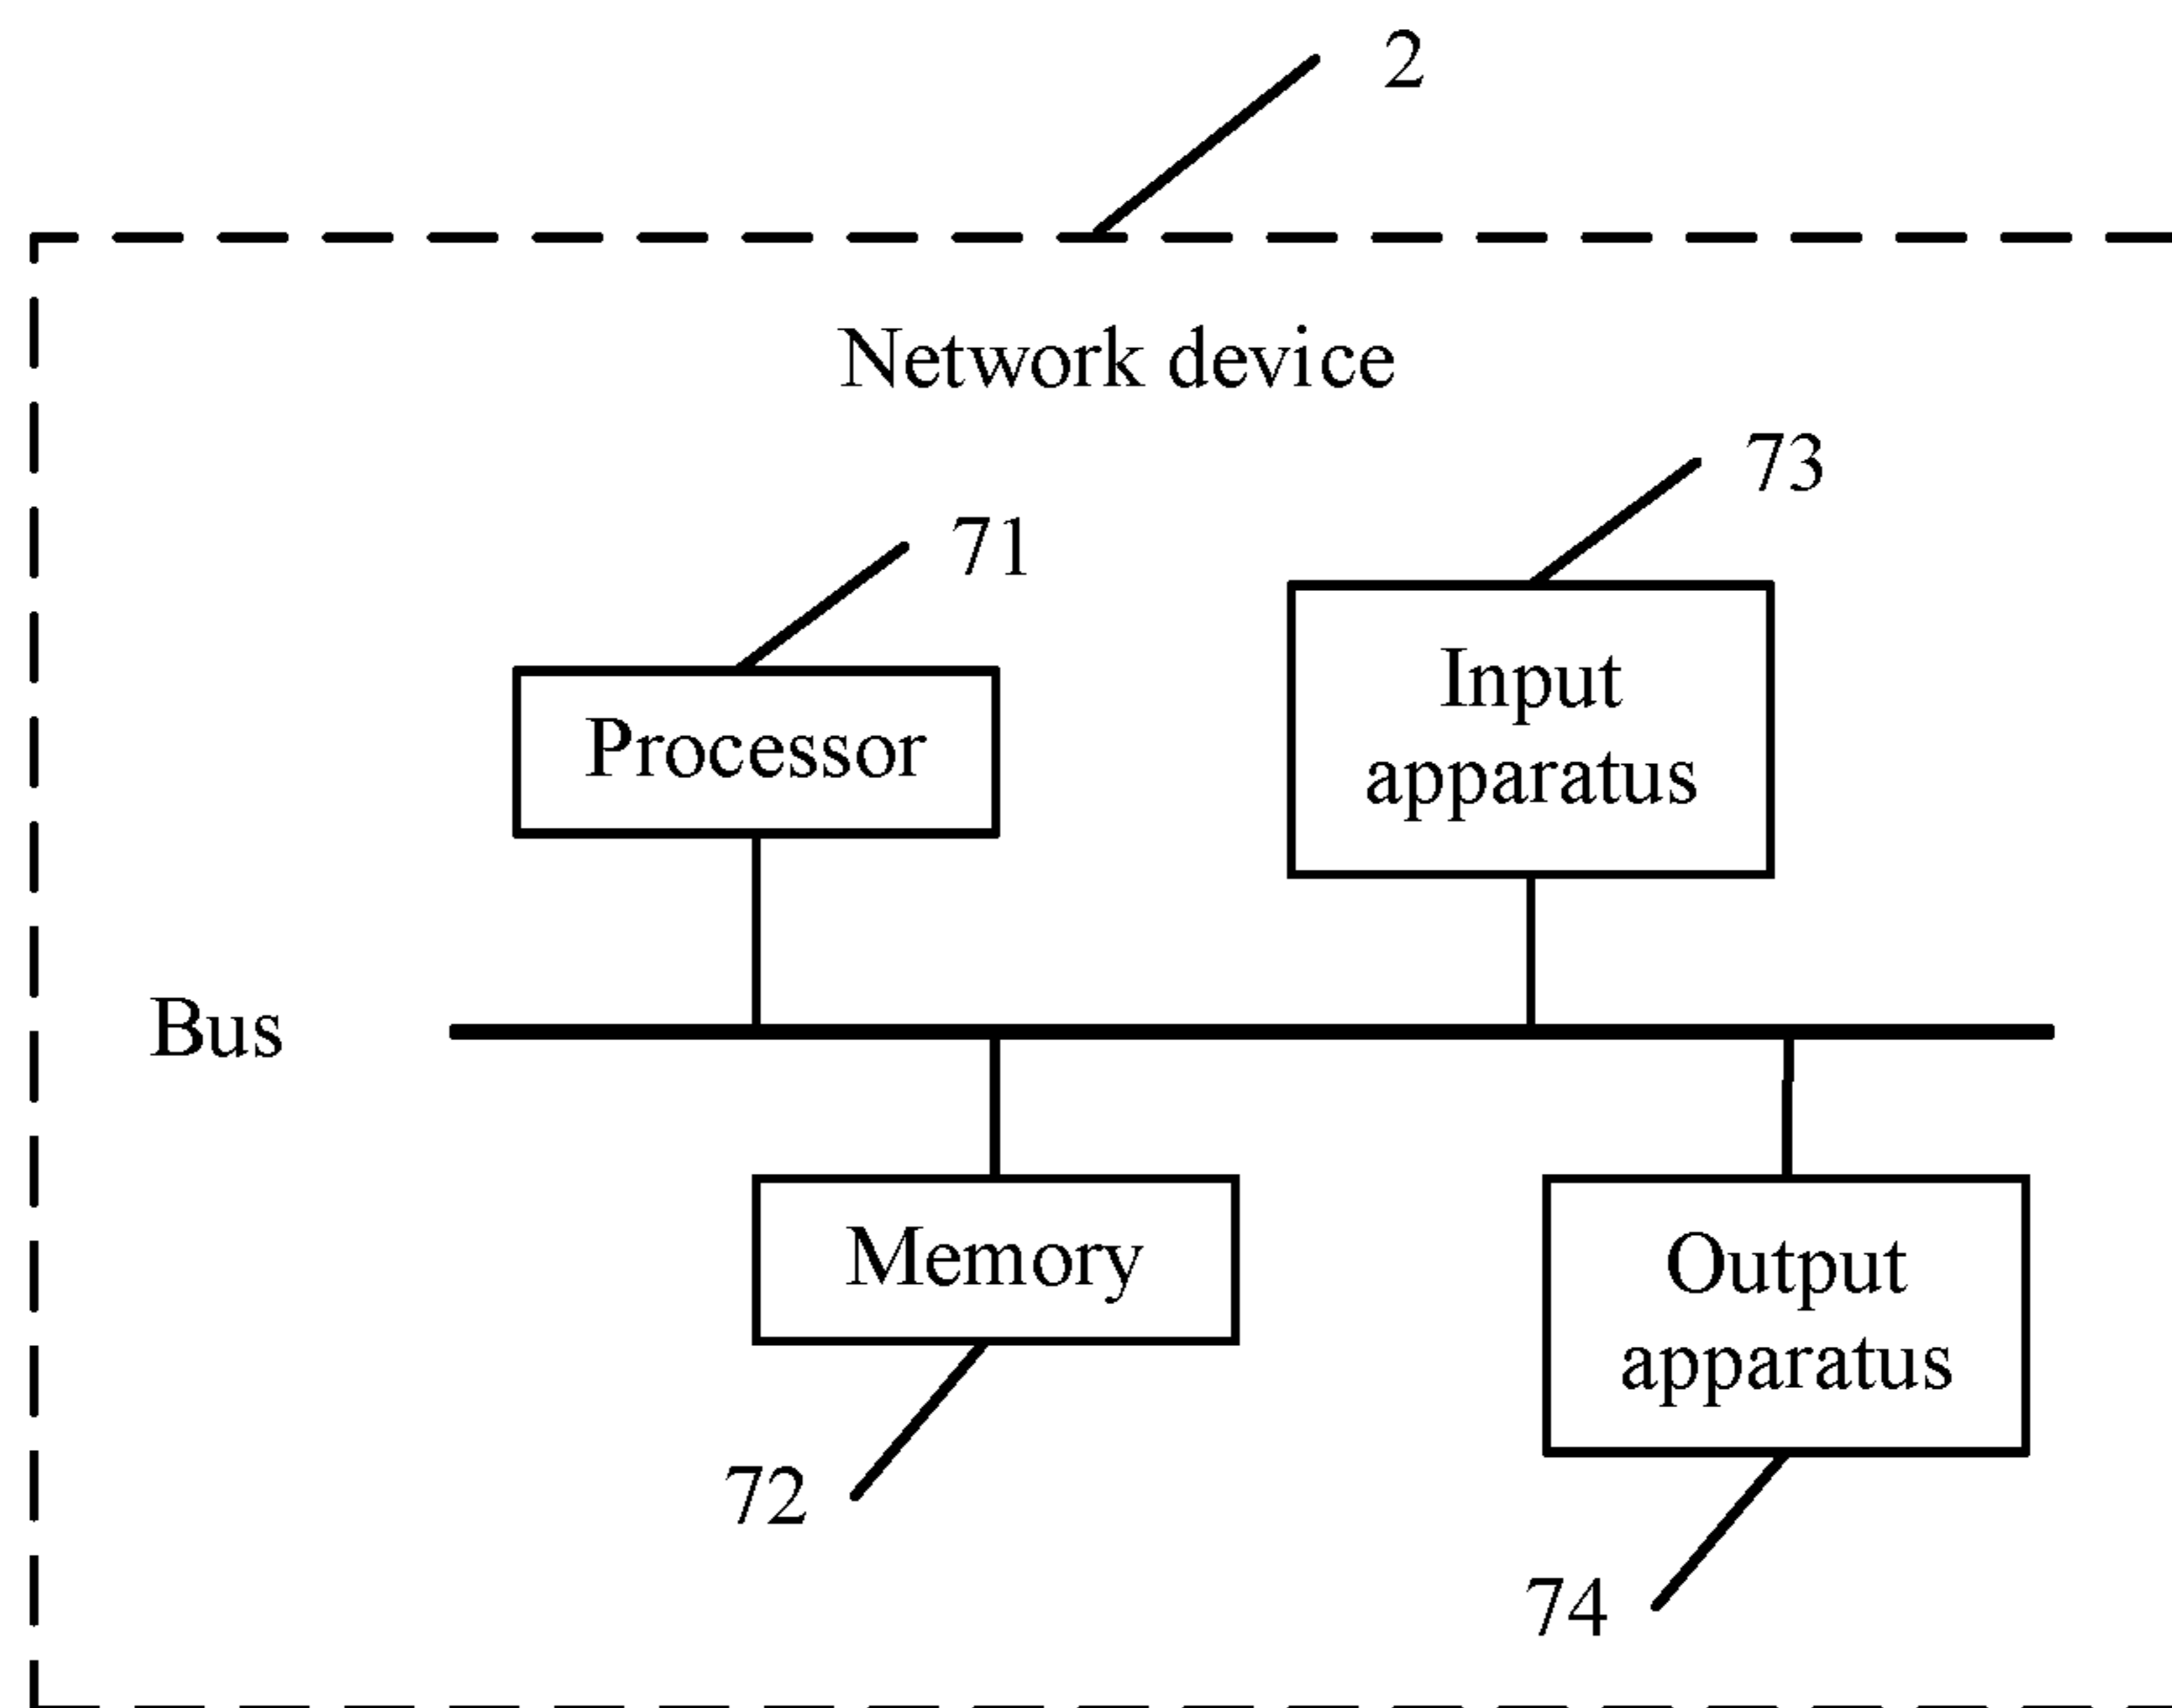 2
Network device
73
71
Input
apparatus
Processor
Bus
Memory
Output
apparatus
72
74